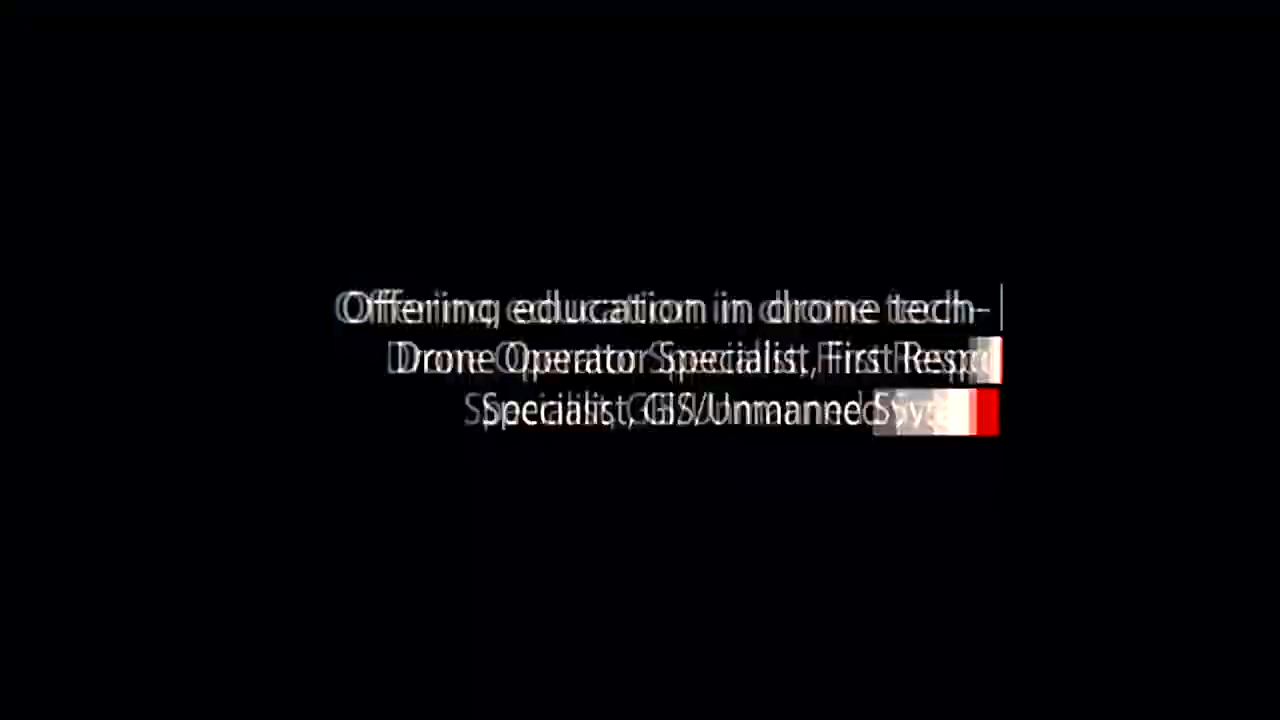 Offering education in drone tech-
Drone Operator Specialist, First
Specialist, GIS/Unmanned